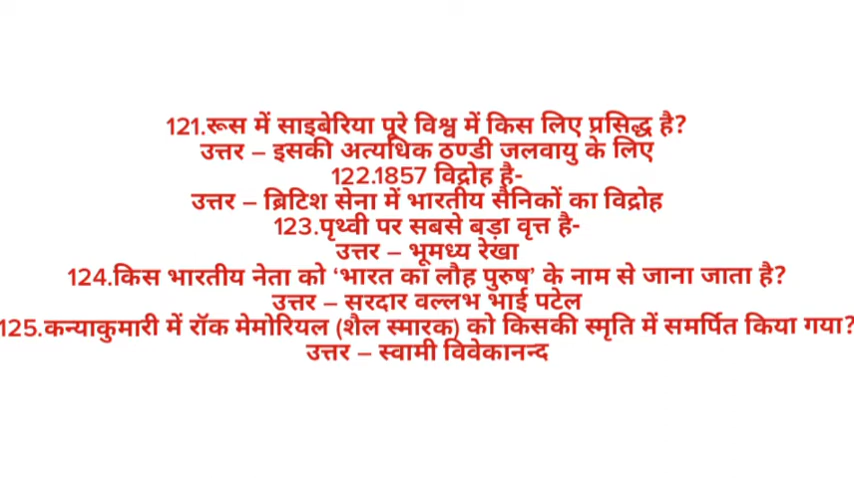 121.रूस में साइबेरिया पूरे विश्व में किस लिए प्रसिद्ध है?
उत्तर – इसकी अत्यधिक ठण्डी जलवायु के लिए
122.1857 विद्रोह है-
उत्तर – ब्रिटिश सेना में भारतीय सैनिकों का विद्रोह
123.पृथ्वी पर सबसे बड़ा वृत्त है-
उत्तर – भूमध्य रेखा
124.किस भारतीय नेता को ‘भारत का लौह पुरुष’ के नाम से जाना जाता है?
उत्तर – सरदार वल्लभ भाई पटेल
125.कन्याकुमारी में रॉक मेमोरियल (शैल स्मारक) को किसकी स्मृति में समर्पित किया गया?
उत्तर – स्वामी विवेकानन्द